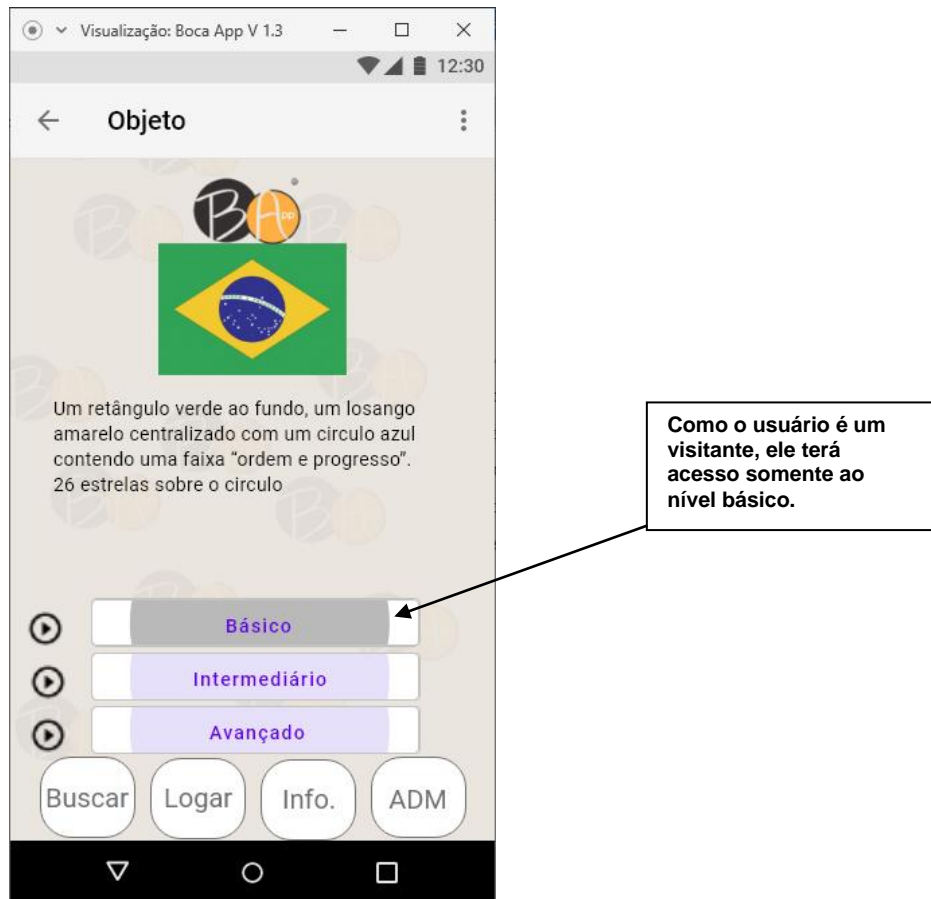 Visualização: Boca App V 1.3
12:30
Objeto
BApp
Um retângulo verde ao fundo, um losango
amarelo centralizado com um circulo azul
contendo uma faixa “ordem e progresso”.
26 estrelas sobre o circulo
Como o usuário é um
visitante, ele terá
acesso somente ao
nível básico.
Básico
Intermediário
Avançado
Buscar Logar Info. ADM